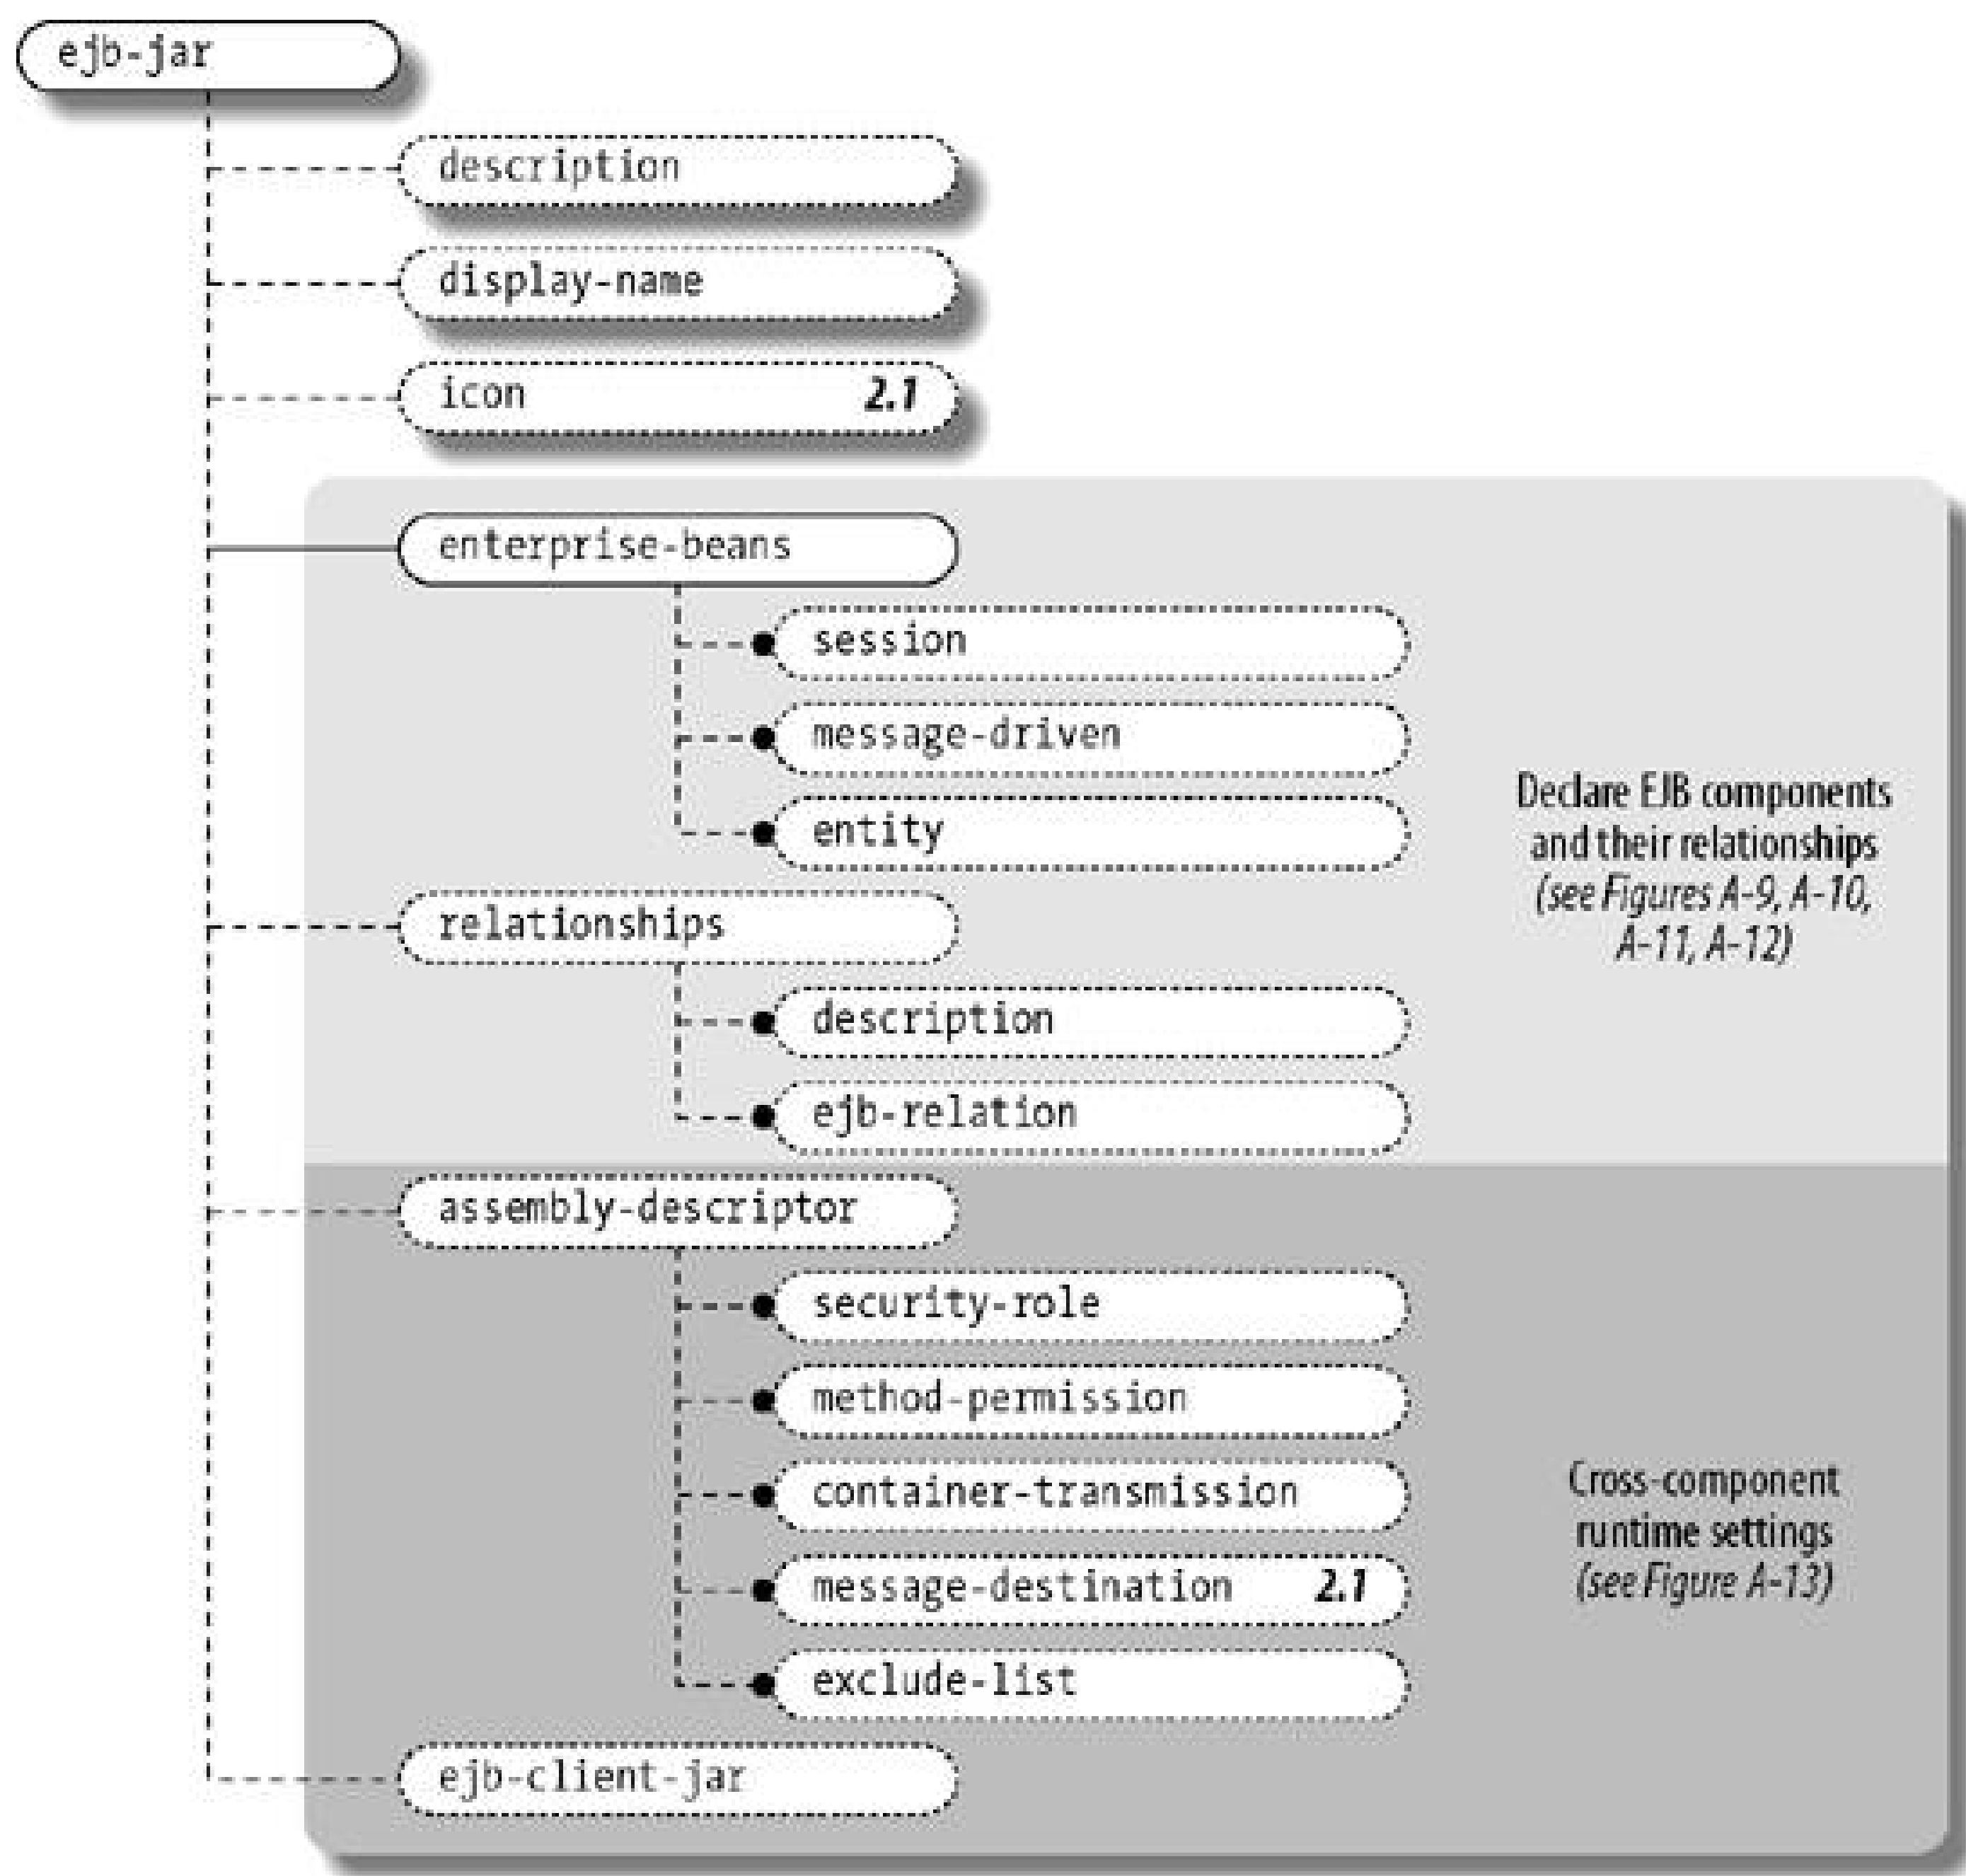 ejb-jar
description
display-name
icon 2.1
enterprise-beans
session
message-driven
entity
Declare EJB components
and their relationships
(see Figures A-9, A-10,
A-11, A-12)
relationships
description
ejb-relation
assembly-descriptor
security-role
method-permission
container-transmission
message-destination 2.1
exclude-list
Cross-component
runtime settings
(see Figure A-13)
ejb-client-jar